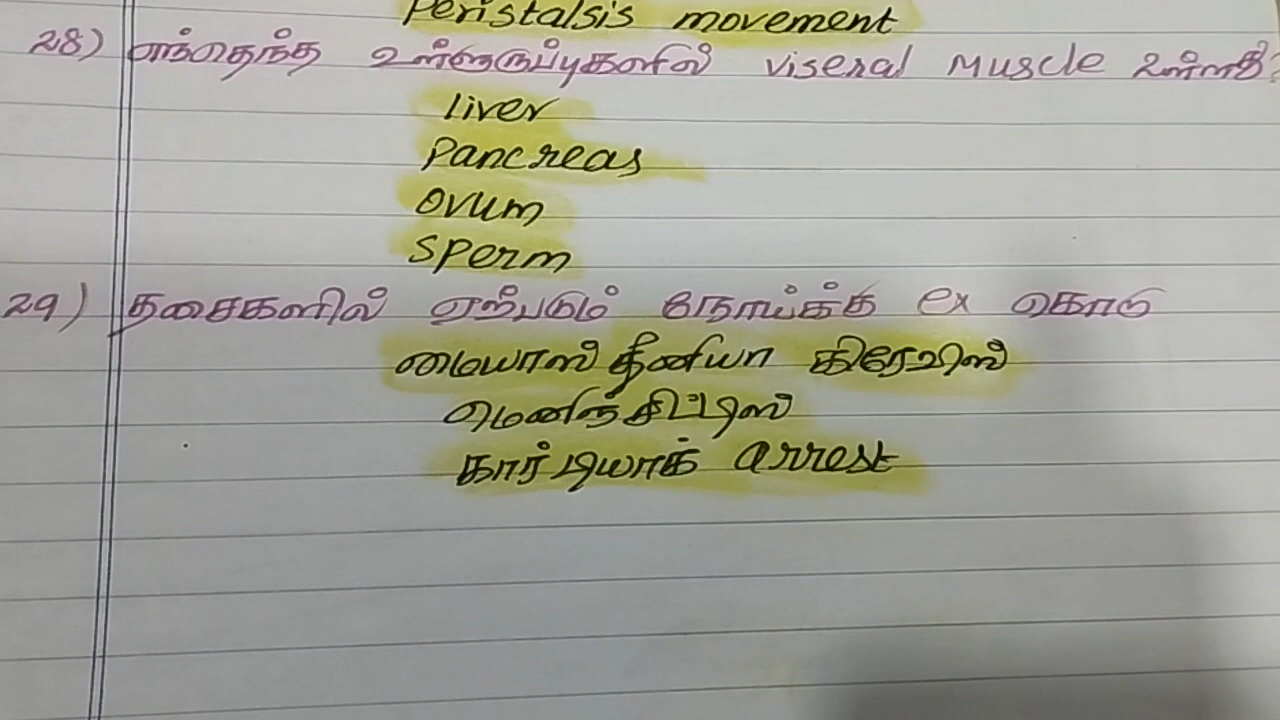 Peristalsis movement
28) எந்தெந்த உள்ளுறுப்புகளில் viseral Muscle உள்ளது?
liver
Pancreas
Ovum
Sperm
29) தசைகளில் ஏற்படும் நோய்க்கு ex கொடு
மையாஸ்தீனியா கிரேவிஸ்
மெனிந்சிட்டிஸ்
கார்டியாக் arrest